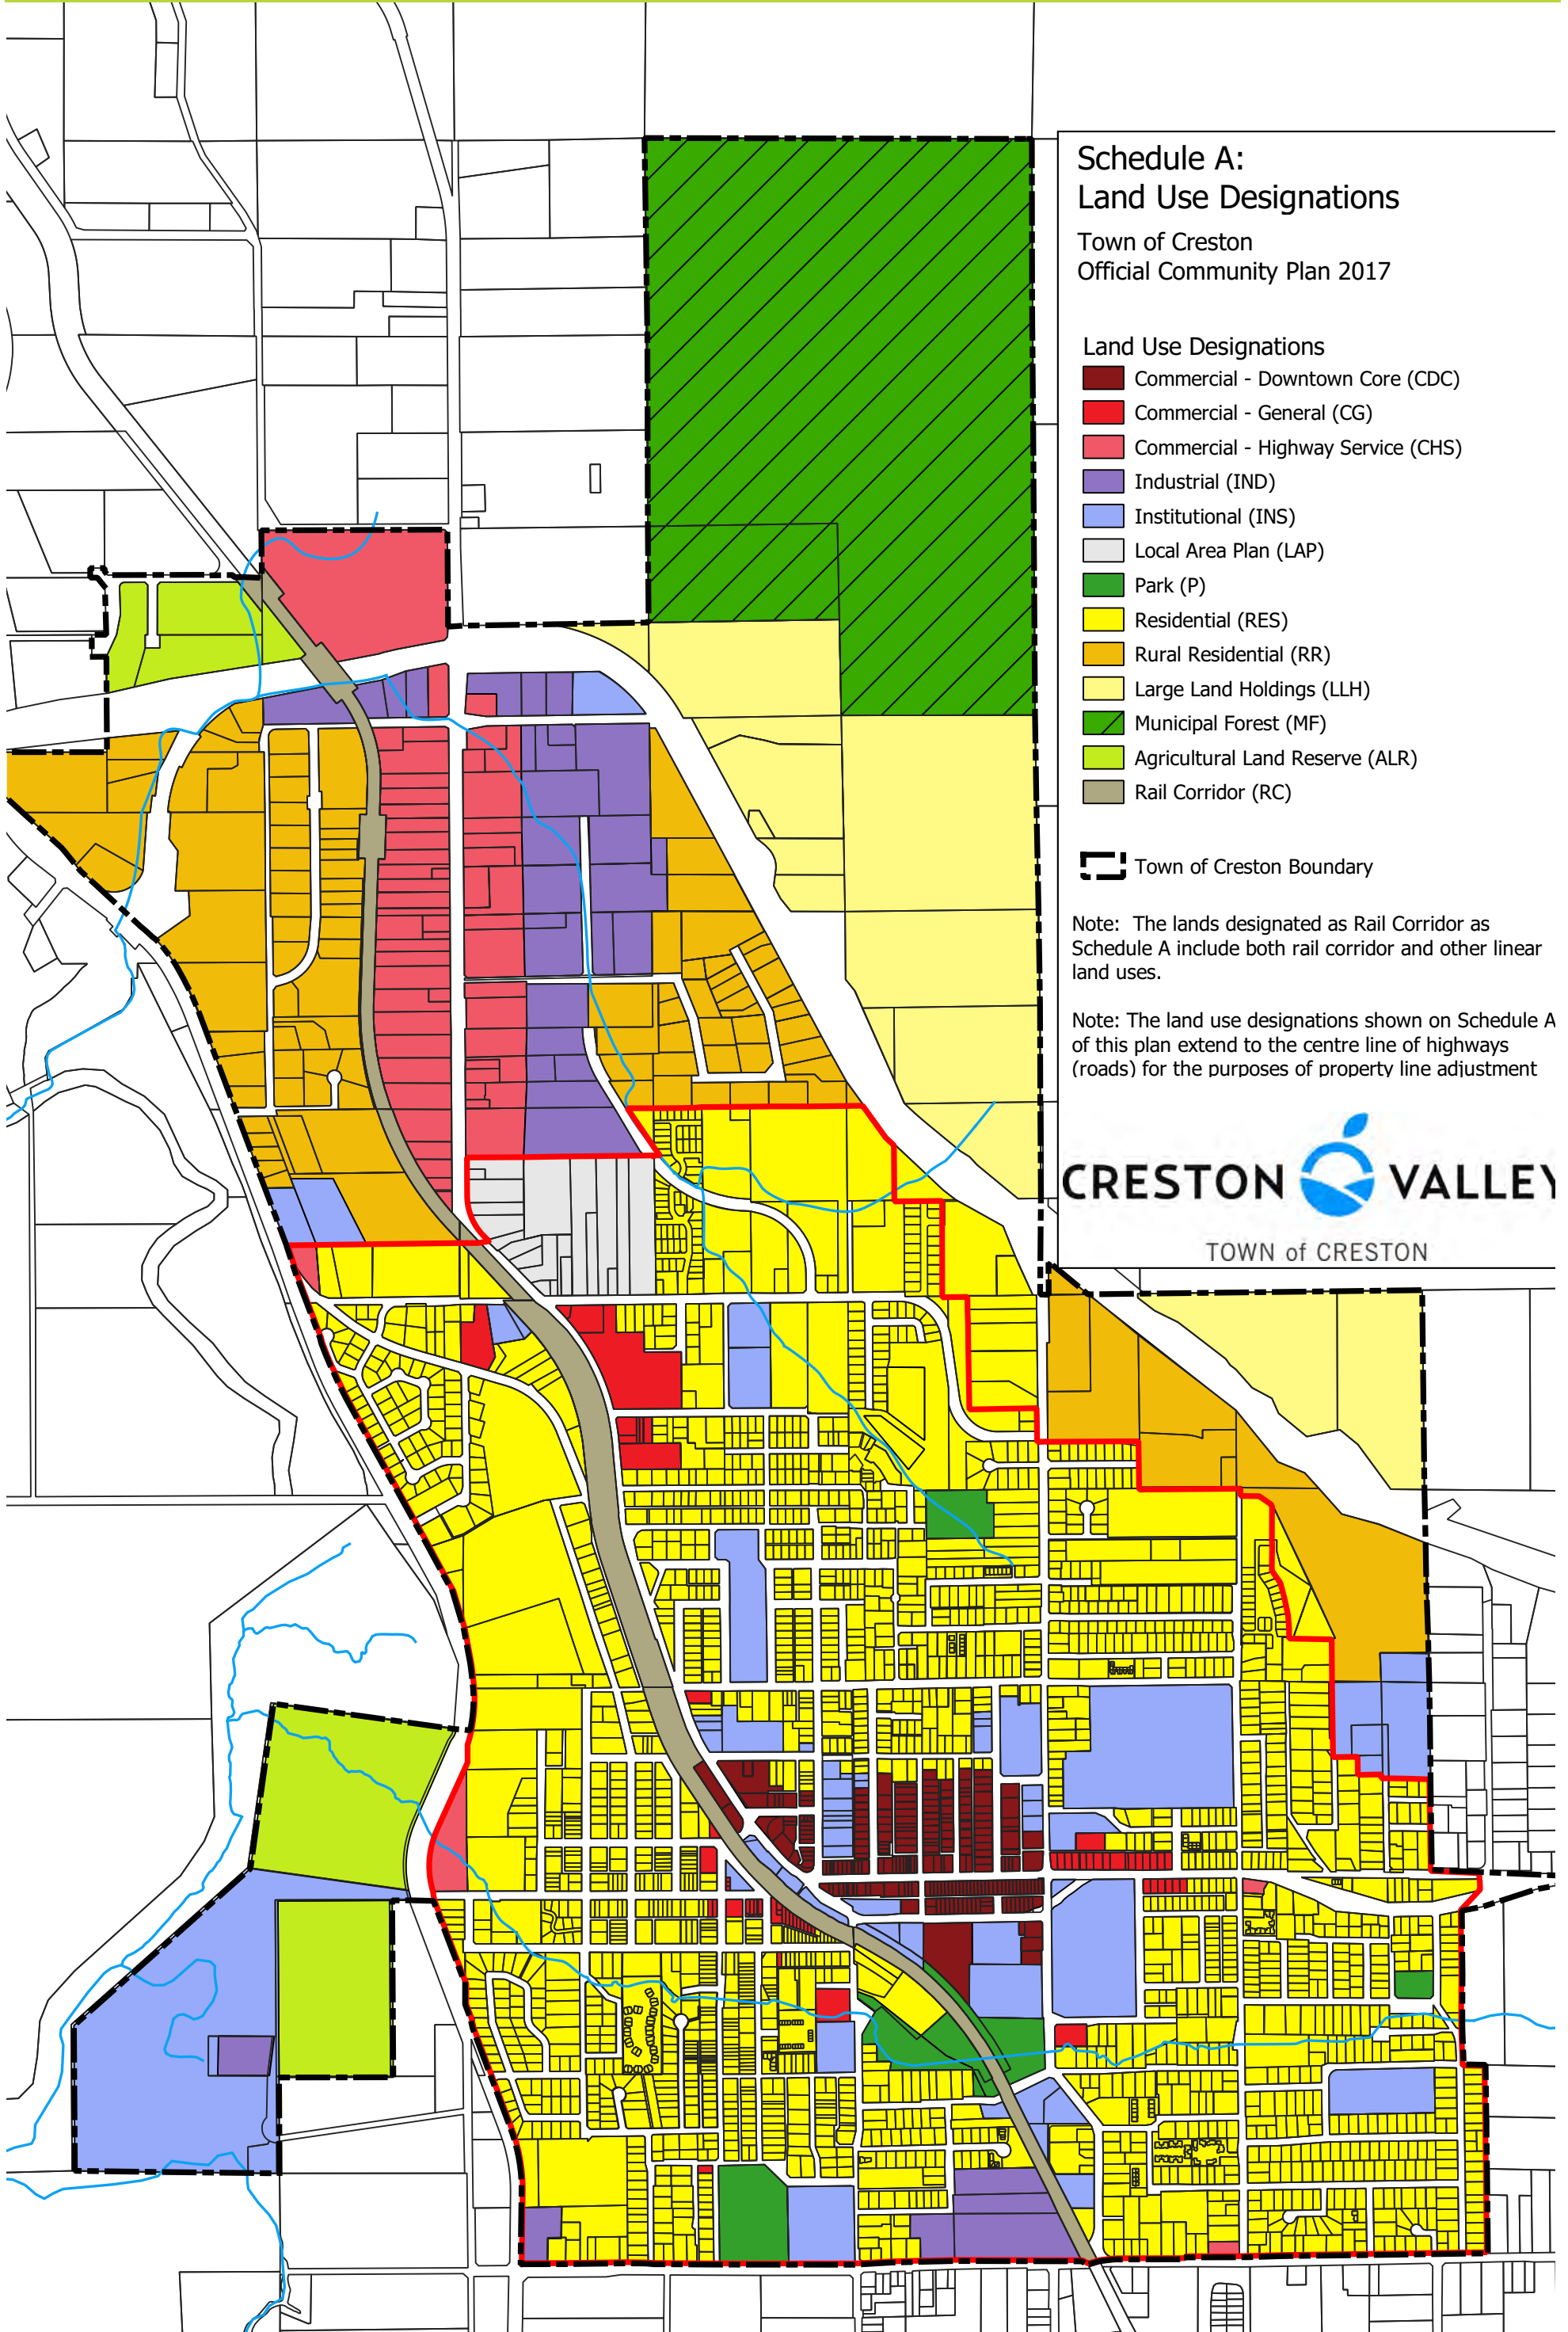 Schedule A:
Land Use Designations
Town of Creston
Official Community Plan 2017
Land Use Designations
Commercial - Downtown Core (CDC)
Commercial - General (CG)
Commercial - Highway Service (CHS)
Industrial (IND)
Institutional (INS)
Local Area Plan (LAP)
Park (P)
Residential (RES)
Rural Residential (RR)
Large Land Holdings (LLH)
Municipal Forest (MF)
Agricultural Land Reserve (ALR)
Rail Corridor (RC)
Town of Creston Boundary
Note: The lands designated as Rail Corridor as
Schedule A include both rail corridor and other linear
land uses.
Note: The land use designations shown on Schedule A
of this plan extend to the centre line of highways
(roads) for the purposes of property line adjustment
CRESTON VALLEY
TOWN of CRESTON